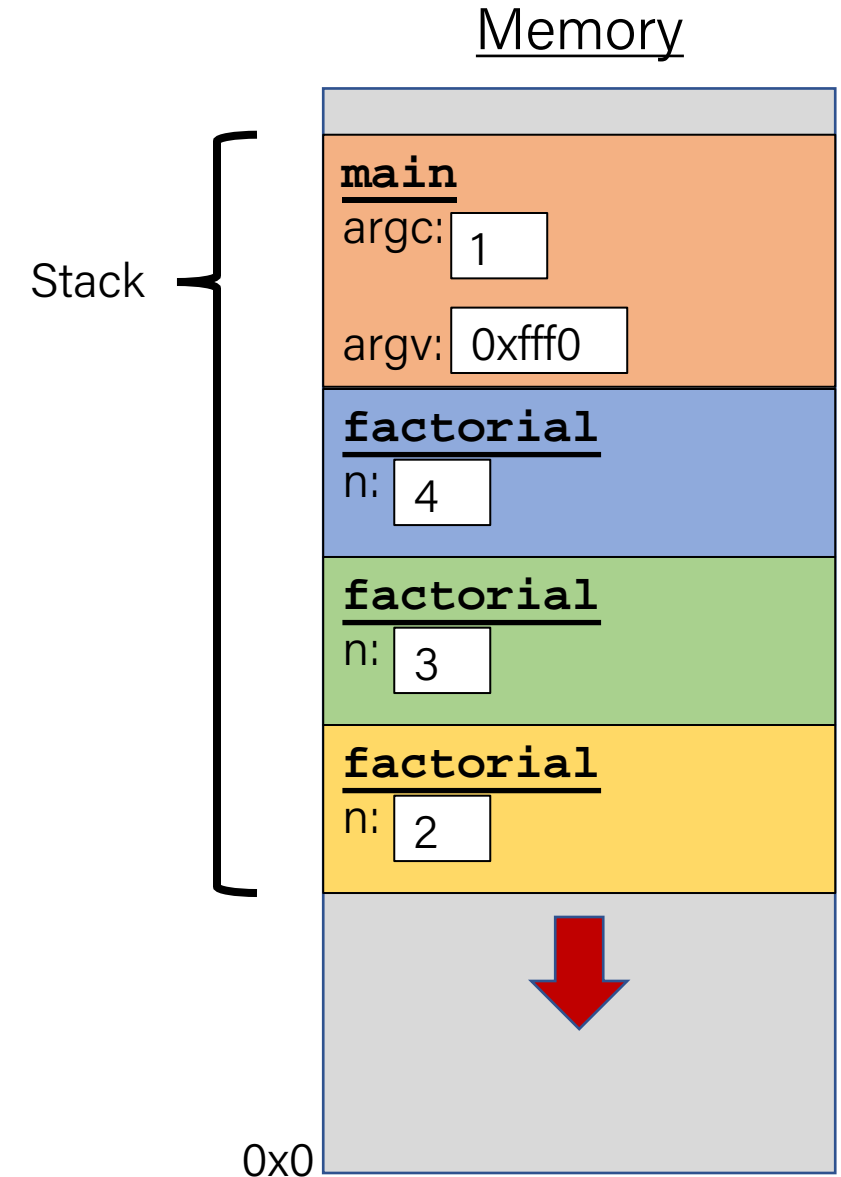 Memory
main
argc: 1
Stack
argv: 0xfff0
factorial
n: 4
factorial
n: 3
factorial
n: 2
0x0